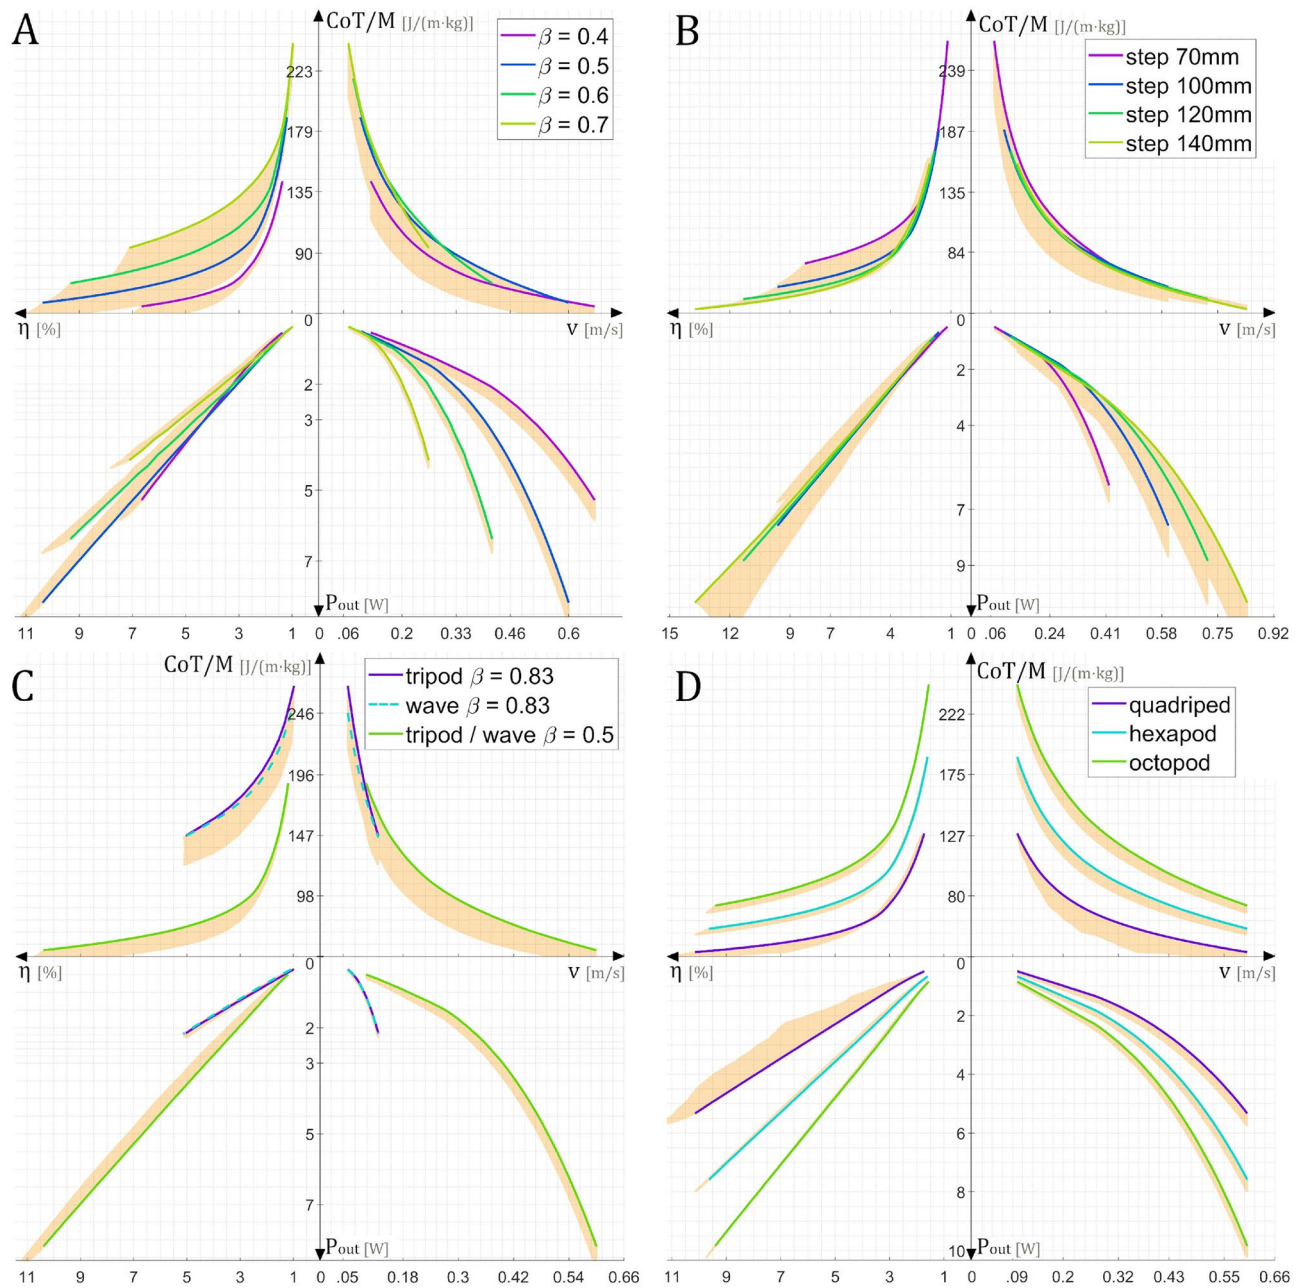 A
CoT/M [J/(m·kg)]
β = 0.4
β = 0.5
β = 0.6
β = 0.7
223
179
135
90
0
η [%]
v [m/s]
2
3
5
7
Pout [W]
11 9 7 5 3 1 0 .06 0.2 0.33 0.46 0.6
B
CoT/M [J/(m·kg)]
step 70mm
step 100mm
step 120mm
step 140mm
239
187
135
84
0
η [%]
v [m/s]
2
4
7
9
Pout [W]
15 12 9 7 4 1 0 .06 0.24 0.41 0.58 0.75 0.92
C
CoT/M [J/(m·kg)]
tripod β = 0.83
wave β = 0.83
tripod / wave β = 0.5
246
196
147
98
0
η [%]
v [m/s]
2
3
5
7
Pout [W]
11 9 7 5 3 1 0 .05 0.18 0.3 0.42 0.54 0.66
D
CoT/M [J/(m·kg)]
quadriped
hexapod
octopod
222
175
127
80
0
η [%]
v [m/s]
2
4
6
8
10
Pout [W]
11 9 7 5 3 1 0 .09 0.2 0.32 0.43 0.55 0.66